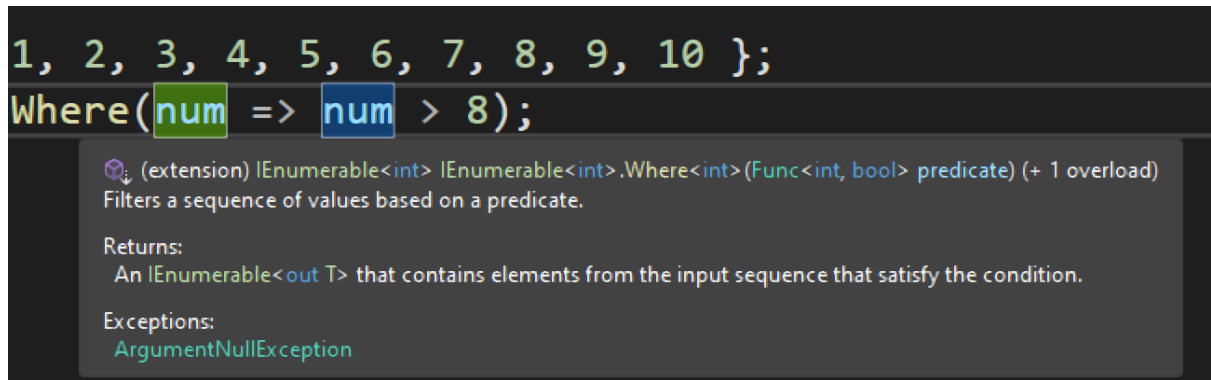 1, 2, 3, 4, 5, 6, 7, 8, 9, 10 };
Where(num => num > 8);
(extension) IEnumerable<int> IEnumerable<int>.Where<int>(Func<int, bool> predicate) (+ 1 overload)
Filters a sequence of values based on a predicate.
Returns:
An IEnumerable<out T> that contains elements from the input sequence that satisfy the condition.
Exceptions:
ArgumentNullException